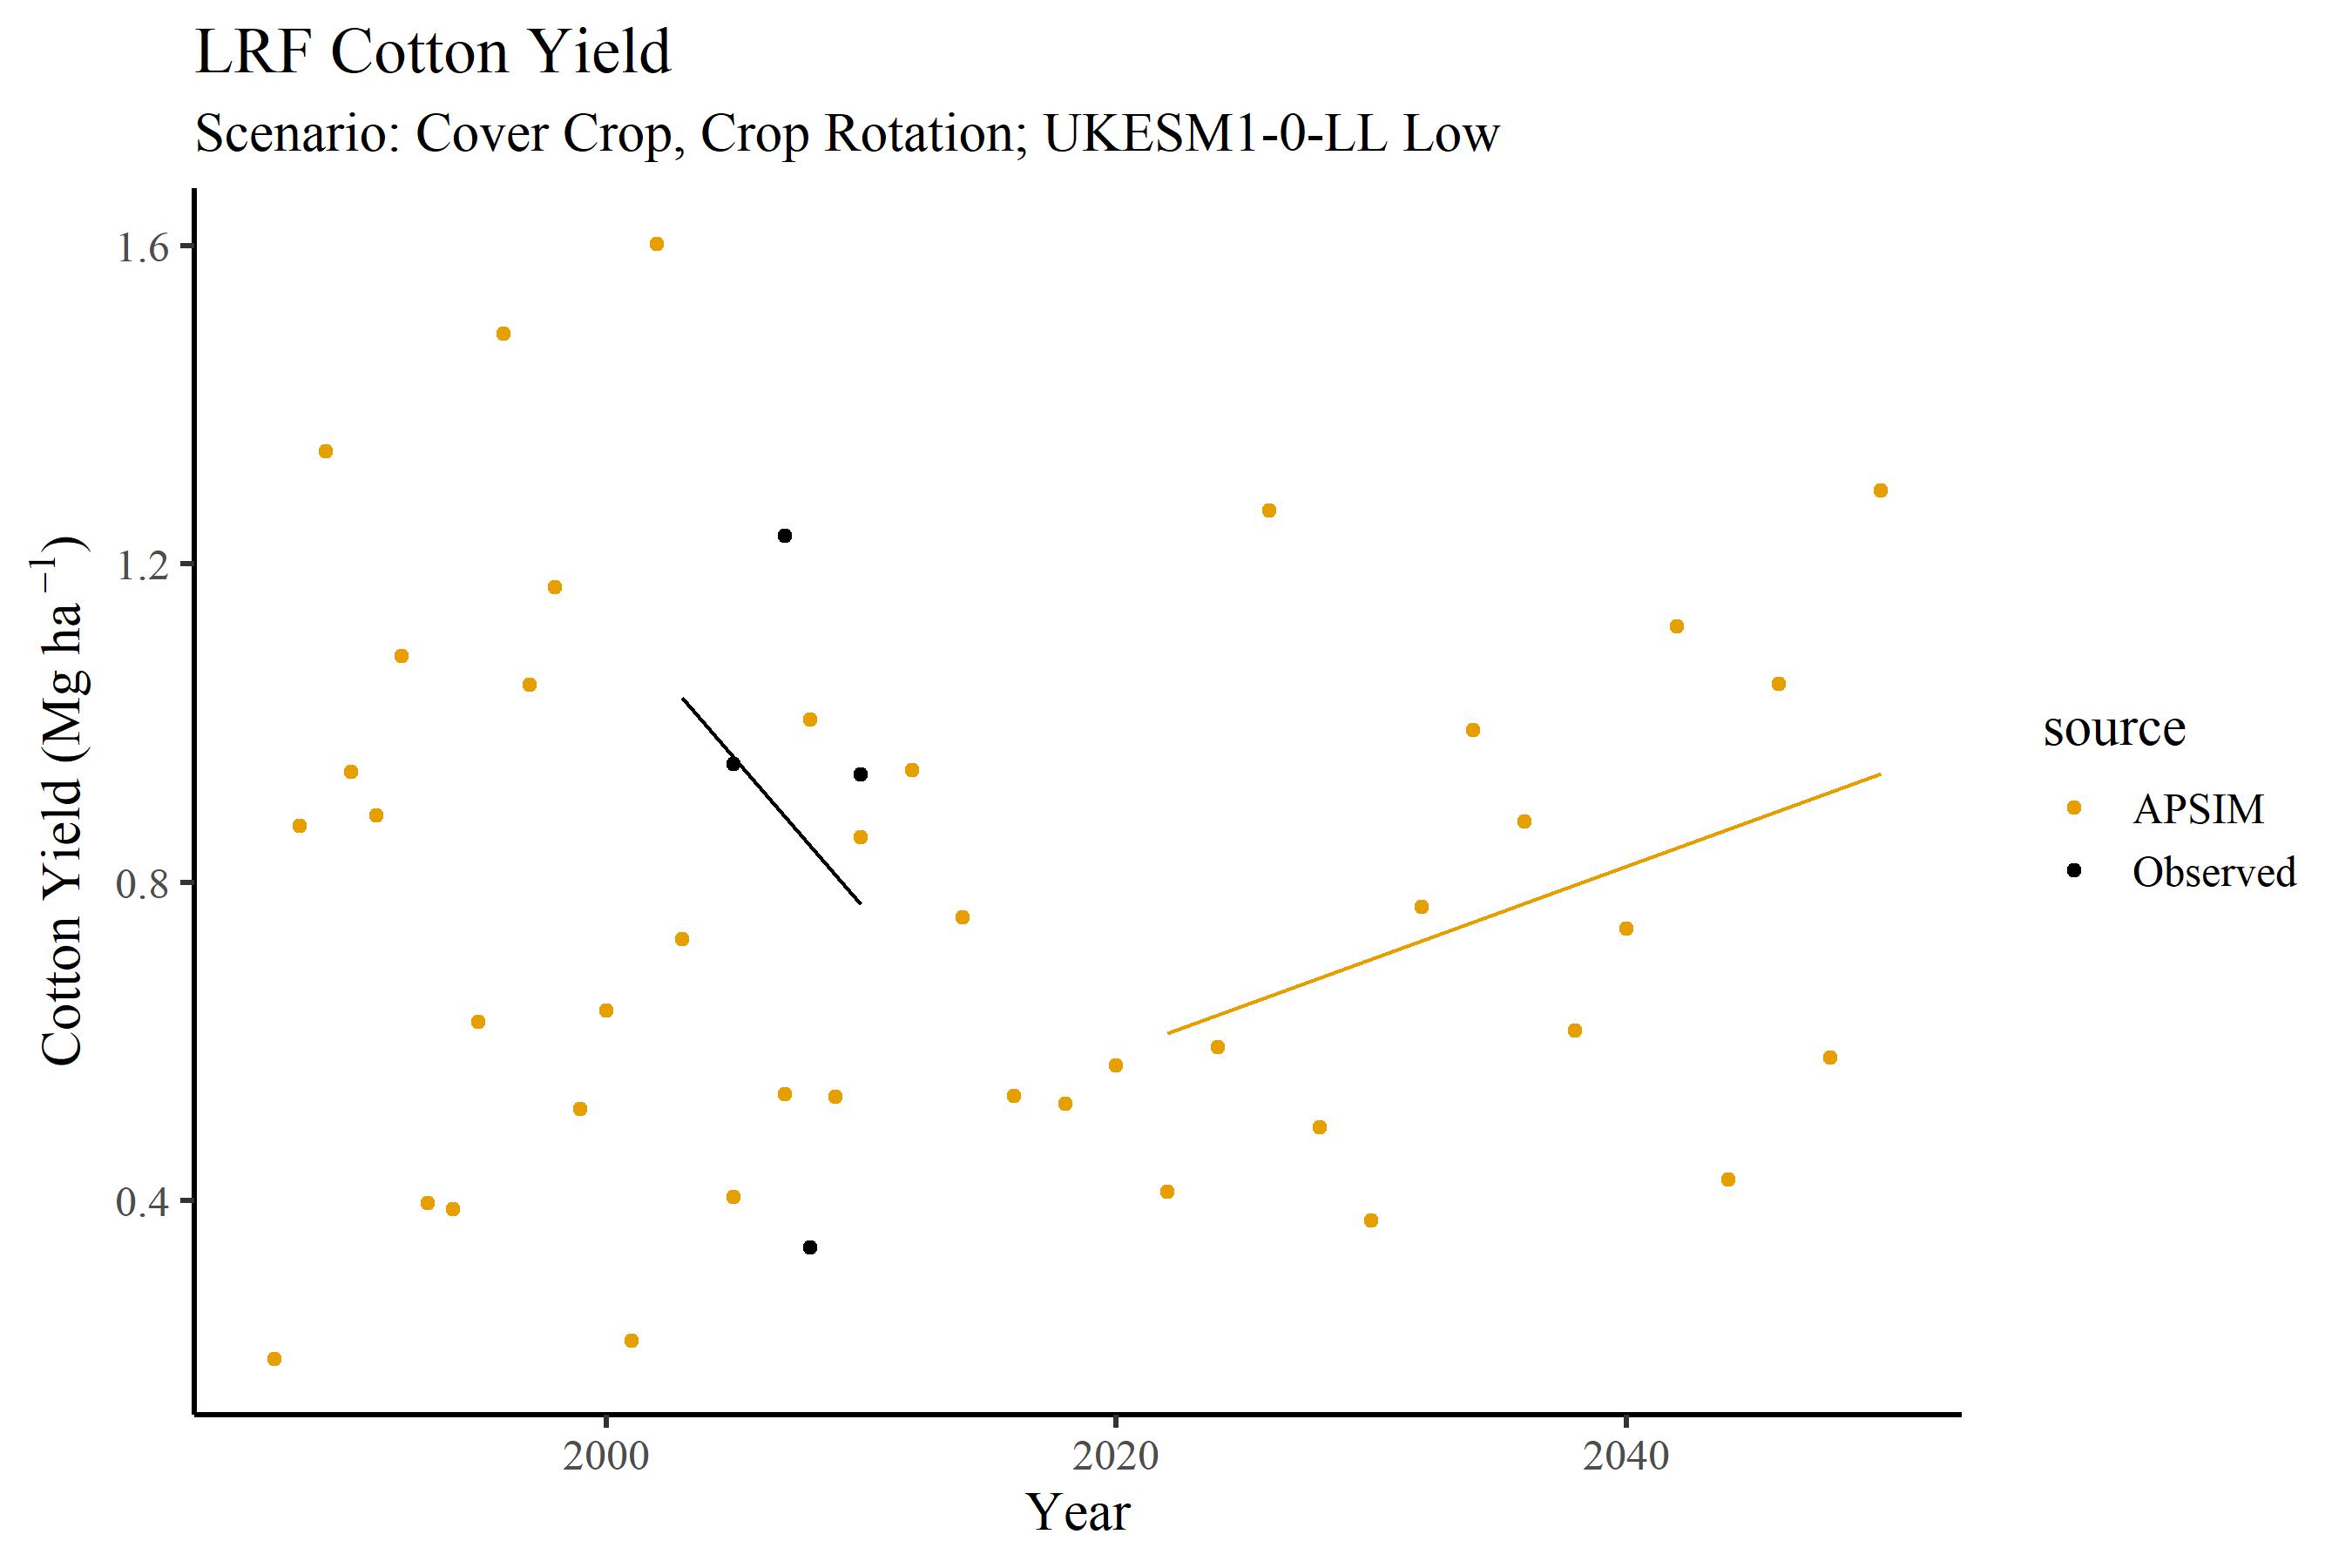 LRF Cotton Yield
Scenario: Cover Crop, Crop Rotation; UKESM1-0-LL Low
Cotton Yield (Mg ha −1)
1.6
1.2
0.8
0.4
2000 2020 2040
Year
source
APSIM
Observed